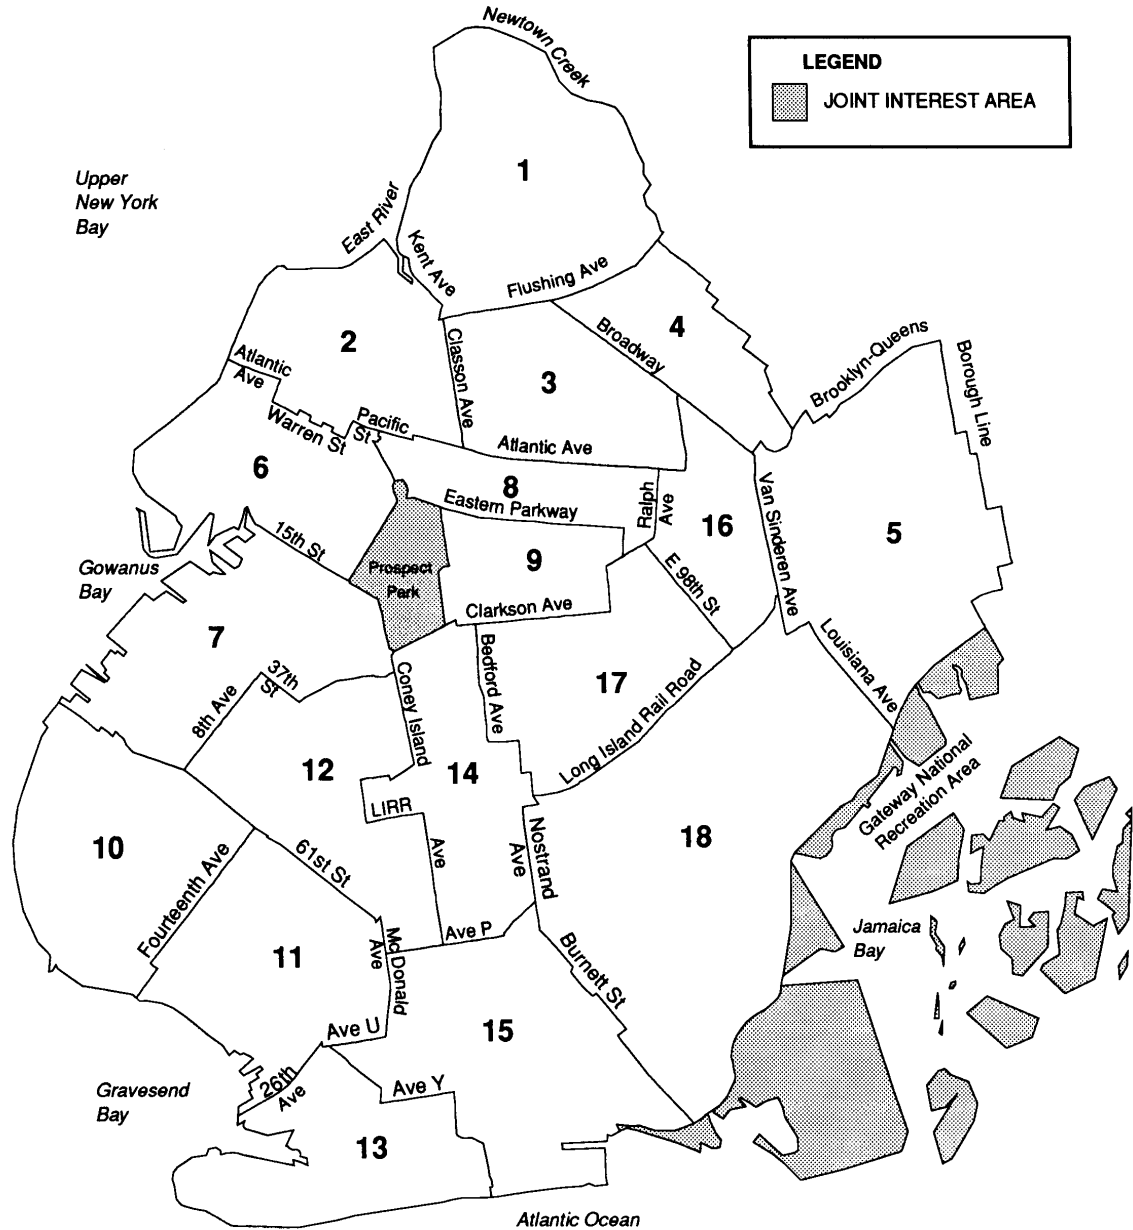 Newtown Creek
LEGEND
JOINT INTEREST AREA
Upper
New York
Bay
1
East River
Kent Ave
Flushing Ave
2
4
Broadway
Brooklyn-Queens
Borough Line
Atlantic
Ave
Classon Ave
3
Warren St
Pacific
St
Atlantic Ave
6
8
Eastern Parkway
Ralph
Ave
16
Van Sinderen Ave
5
15th St
Gowanus
Bay
Prospect
Park
9
E 98th St
Clarkson Ave
7
Bedford Ave
Louisiana Ave
37th
St
8th Ave
Coney Island
17
Long Island Rail Road
12
14
LIRR
Gateway National
Recreation Area
10
61st St
Ave
Nostrand
Ave
18
Fourteenth Ave
Ave P
Jamaica
Bay
11
Mc Donald
Ave
Burnett St
Ave U
15
26th
Ave
Ave Y
Gravesend
Bay
13
Atlantic Ocean